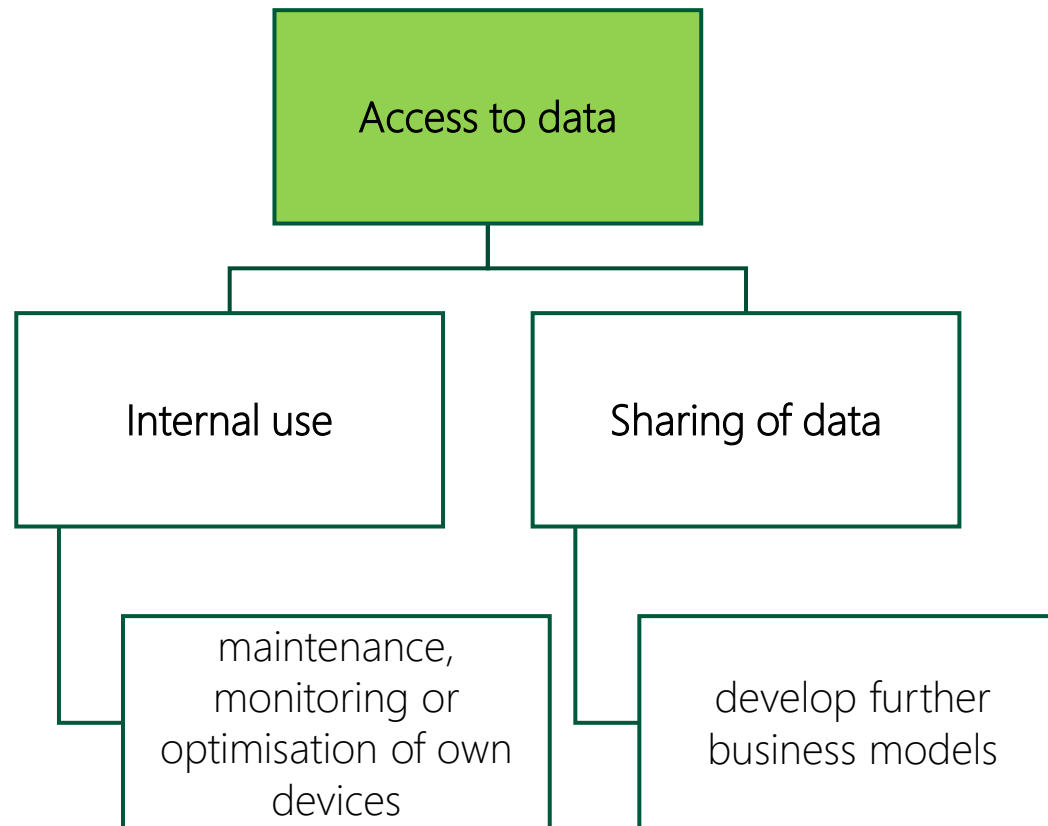 Access to data
Internal use
Sharing of data
maintenance,
monitoring or
optimisation of own
devices
develop further
business models